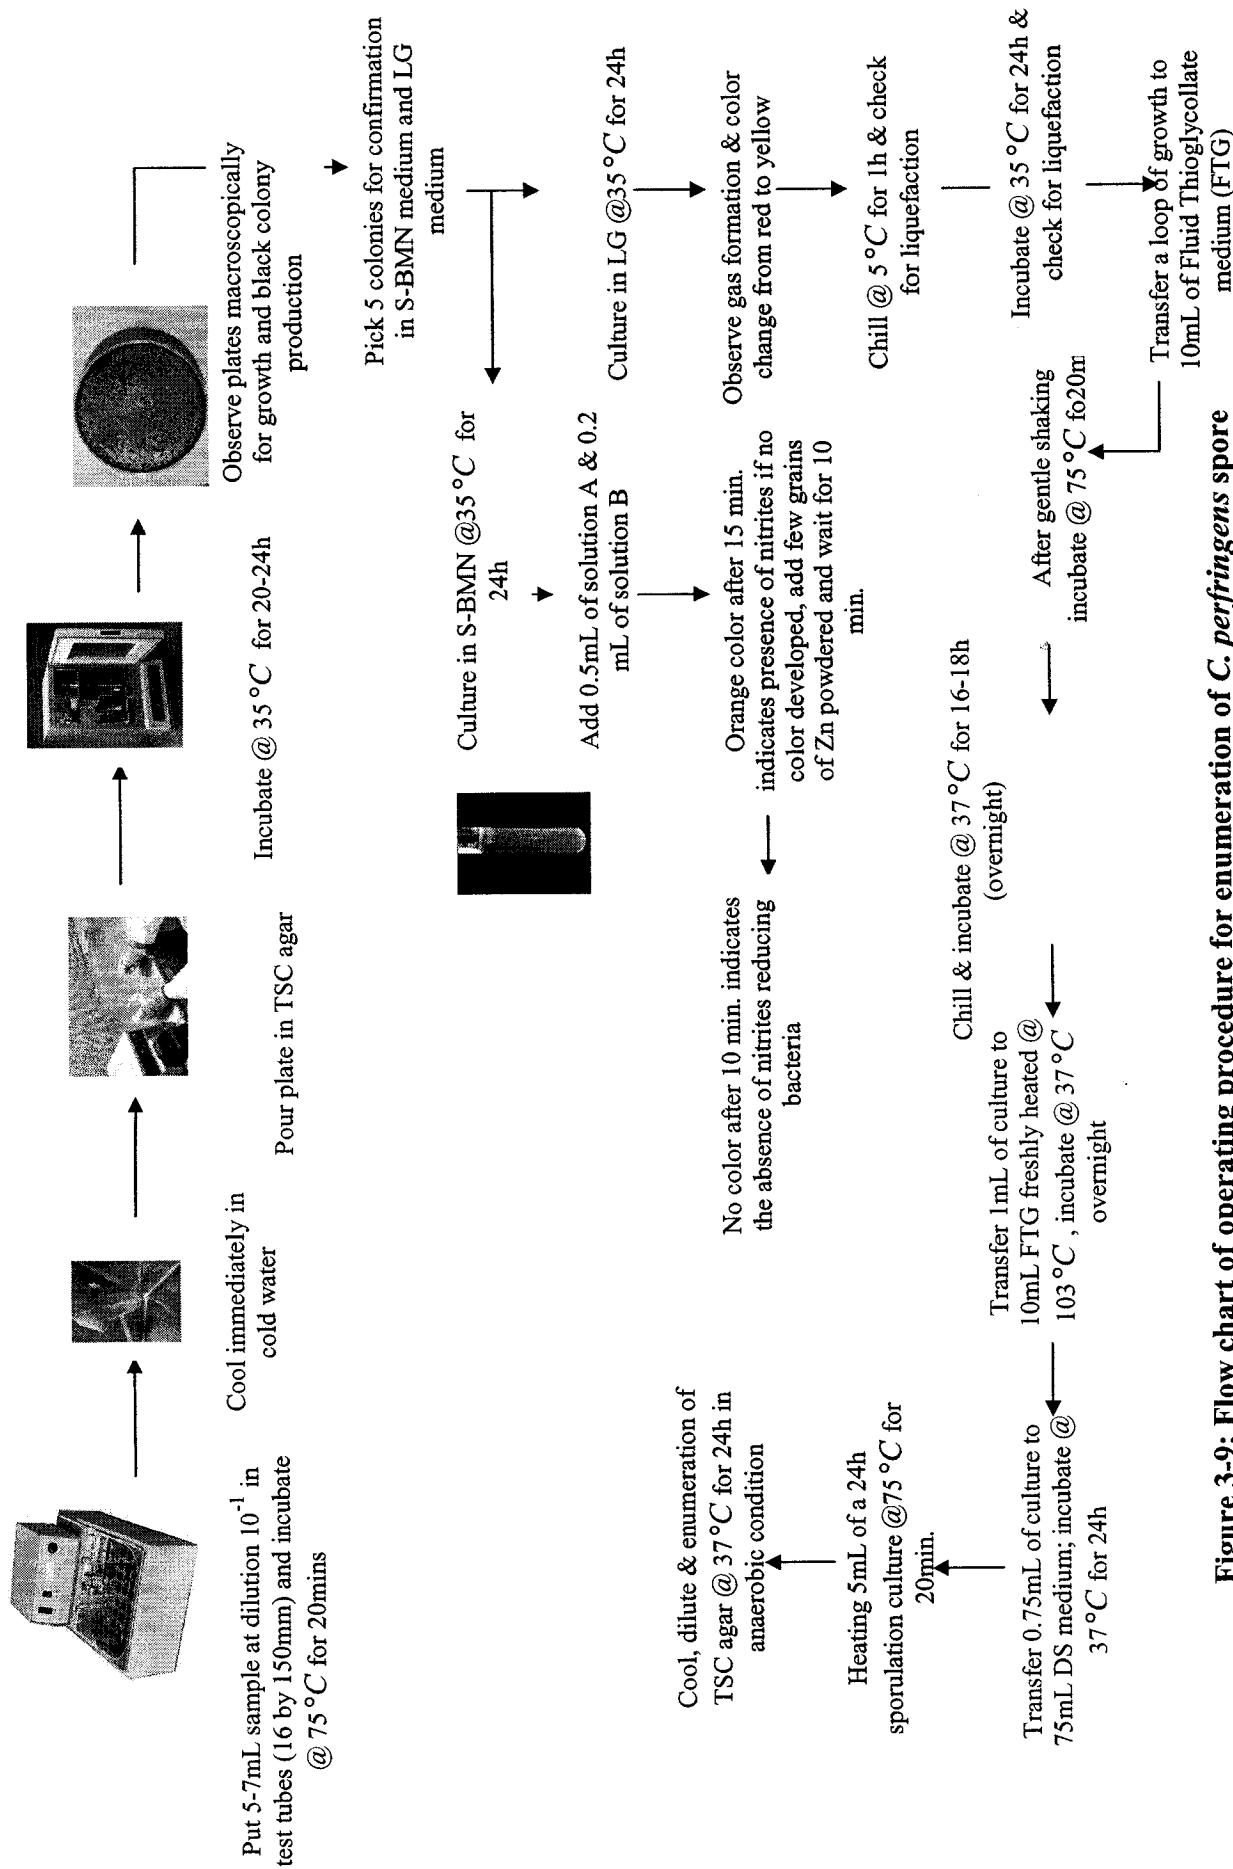 Put 5-7mL sample at dilution 10⁻¹ in
test tubes (16 by 150mm) and incubate
@ 75 °C for 20mins
Cool immediately in
cold water
Pour plate in TSC agar
Incubate @ 35 °C for 20-24h
Observe plates macroscopically
for growth and black colony
production
Pick 5 colonies for confirmation
in S-BMN medium and LG
medium
Culture in S-BMN @35 °C for
24h
Add 0.5mL of solution A & 0.2
mL of solution B
Orange color after 15 min.
indicates presence of nitrites if no
color developed, add few grains
of Zn powdered and wait for 10
min.
No color after 10 min. indicates
the absence of nitrites reducing
bacteria
Culture in LG @35 °C for 24h
Observe gas formation & color
change from red to yellow
Chill @ 5 °C for 1h & check
for liquefaction
Incubate @ 35 °C for 24h &
check for liquefaction
Transfer a loop of growth to
10mL of Fluid Thioglycollate
medium (FTG)
After gentle shaking
incubate @ 75 °C fo20m
Chill & incubate @ 37 °C for 16-18h
(overnight)
Transfer 1mL of culture to
10mL FTG freshly heated @
103 °C , incubate @ 37 °C
overnight
Transfer 0.75mL of culture to
75mL DS medium; incubate @
37 °C for 24h
Heating 5mL of a 24h
sporulation culture @75 °C for
20min.
Cool, dilute & enumeration of
TSC agar @ 37 °C for 24h in
anaerobic condition
Figure 3-9: Flow chart of operating procedure for enumeration of C. perfringens spore